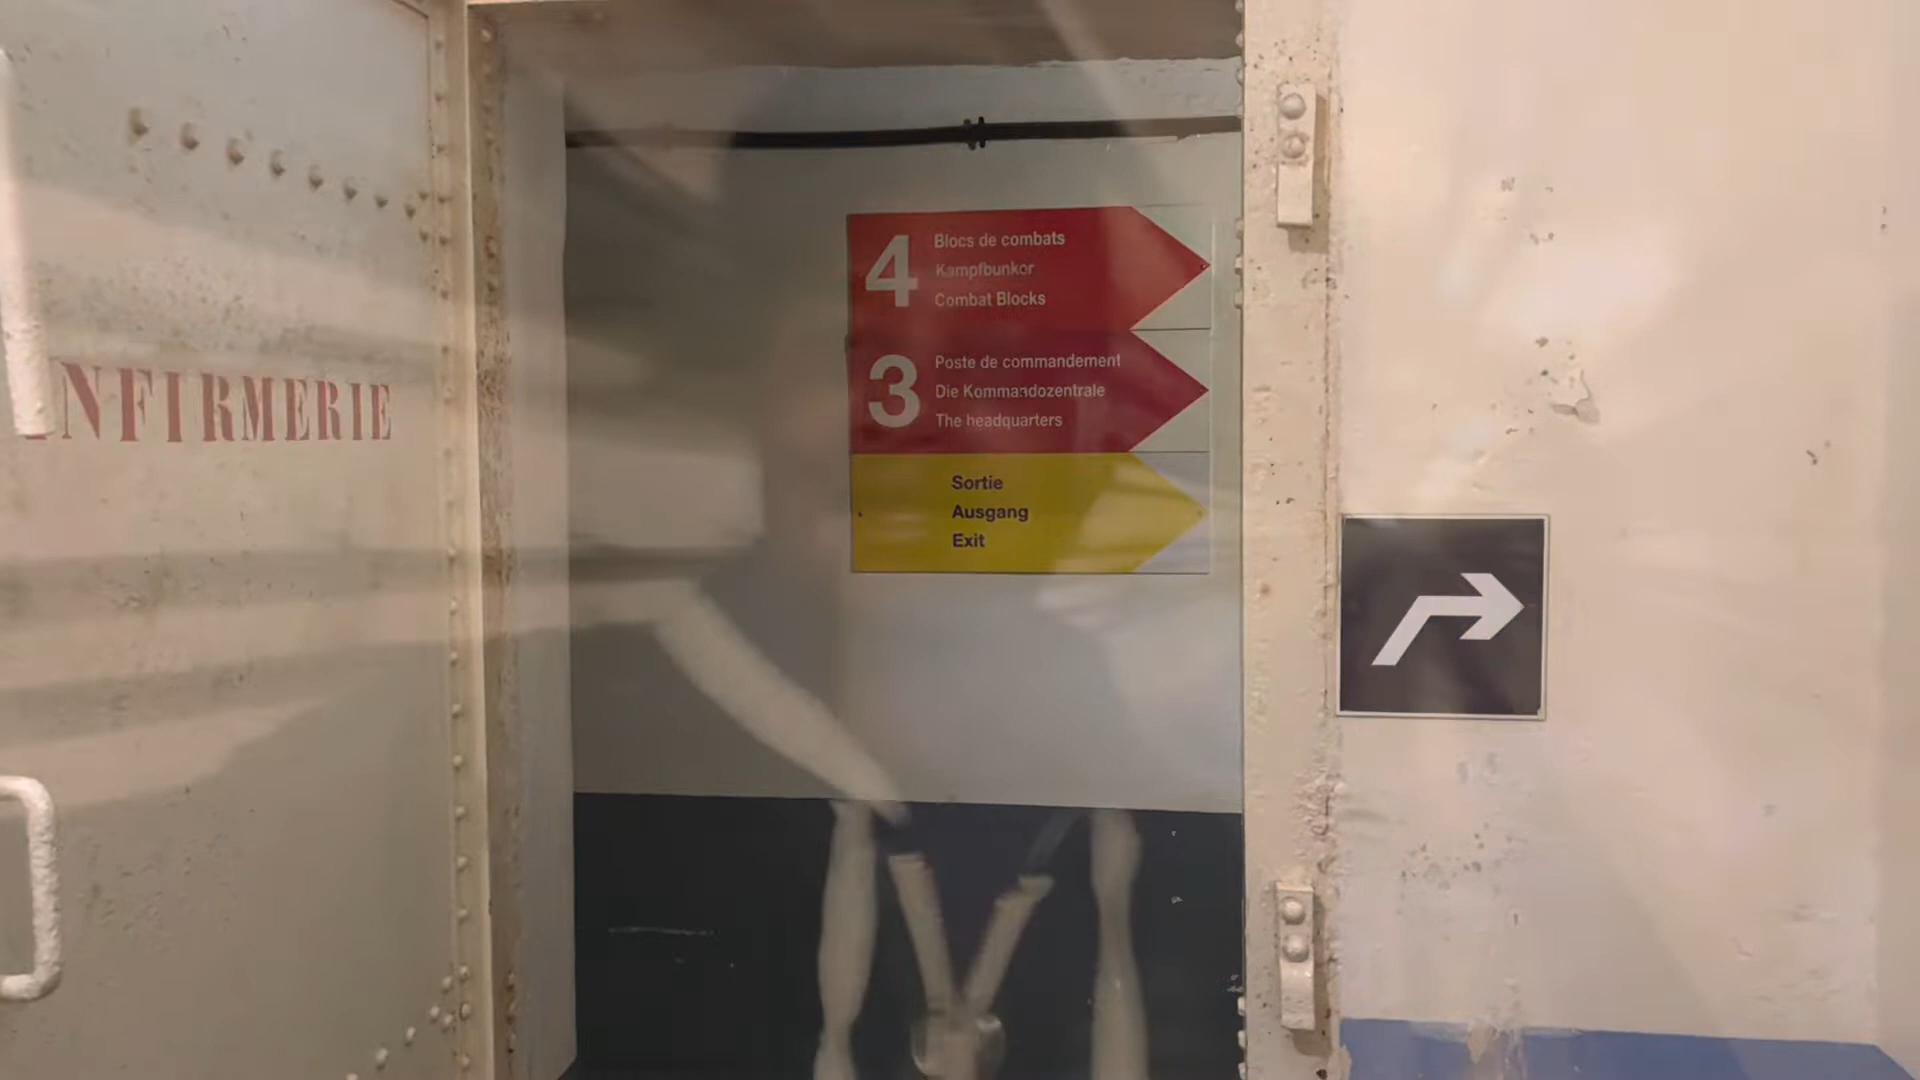 NFIRMERIE
4
Blocs de combats
Kampfbunker
Combat Blocks
3
Poste de commandement
Die Kommandozentrale
The headquarters
Sortie
Ausgang
Exit